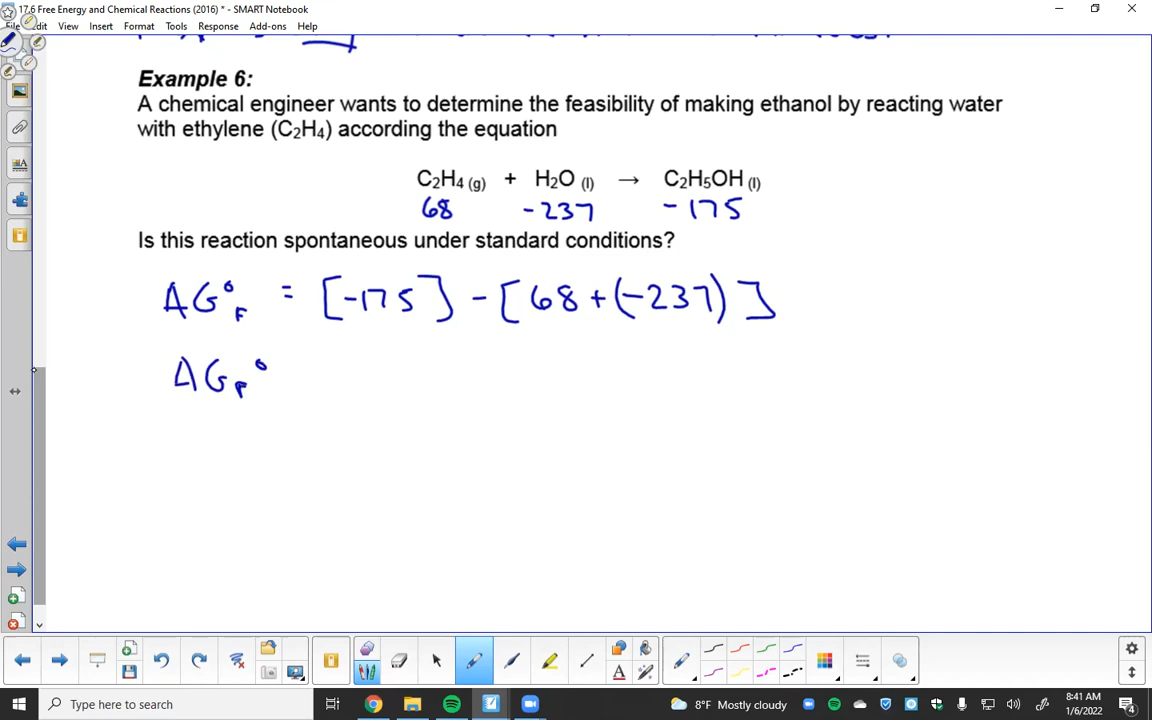 17.6 Free Energy and Chemical Reactions (2016) * - SMART Notebook
File Edit View Insert Format Tools Response Add-ons Help
Example 6:
A chemical engineer wants to determine the feasibility of making ethanol by reacting water
with ethylene (C2H4) according the equation
C2H4 (g) + H2O (l) → C2H5OH (l)
68 -237 -175
Is this reaction spontaneous under standard conditions?
ΔG°F = [-175] - [68+(-237)]
ΔGF°
Type here to search
8°F Mostly cloudy
8:41 AM
1/6/2022
4